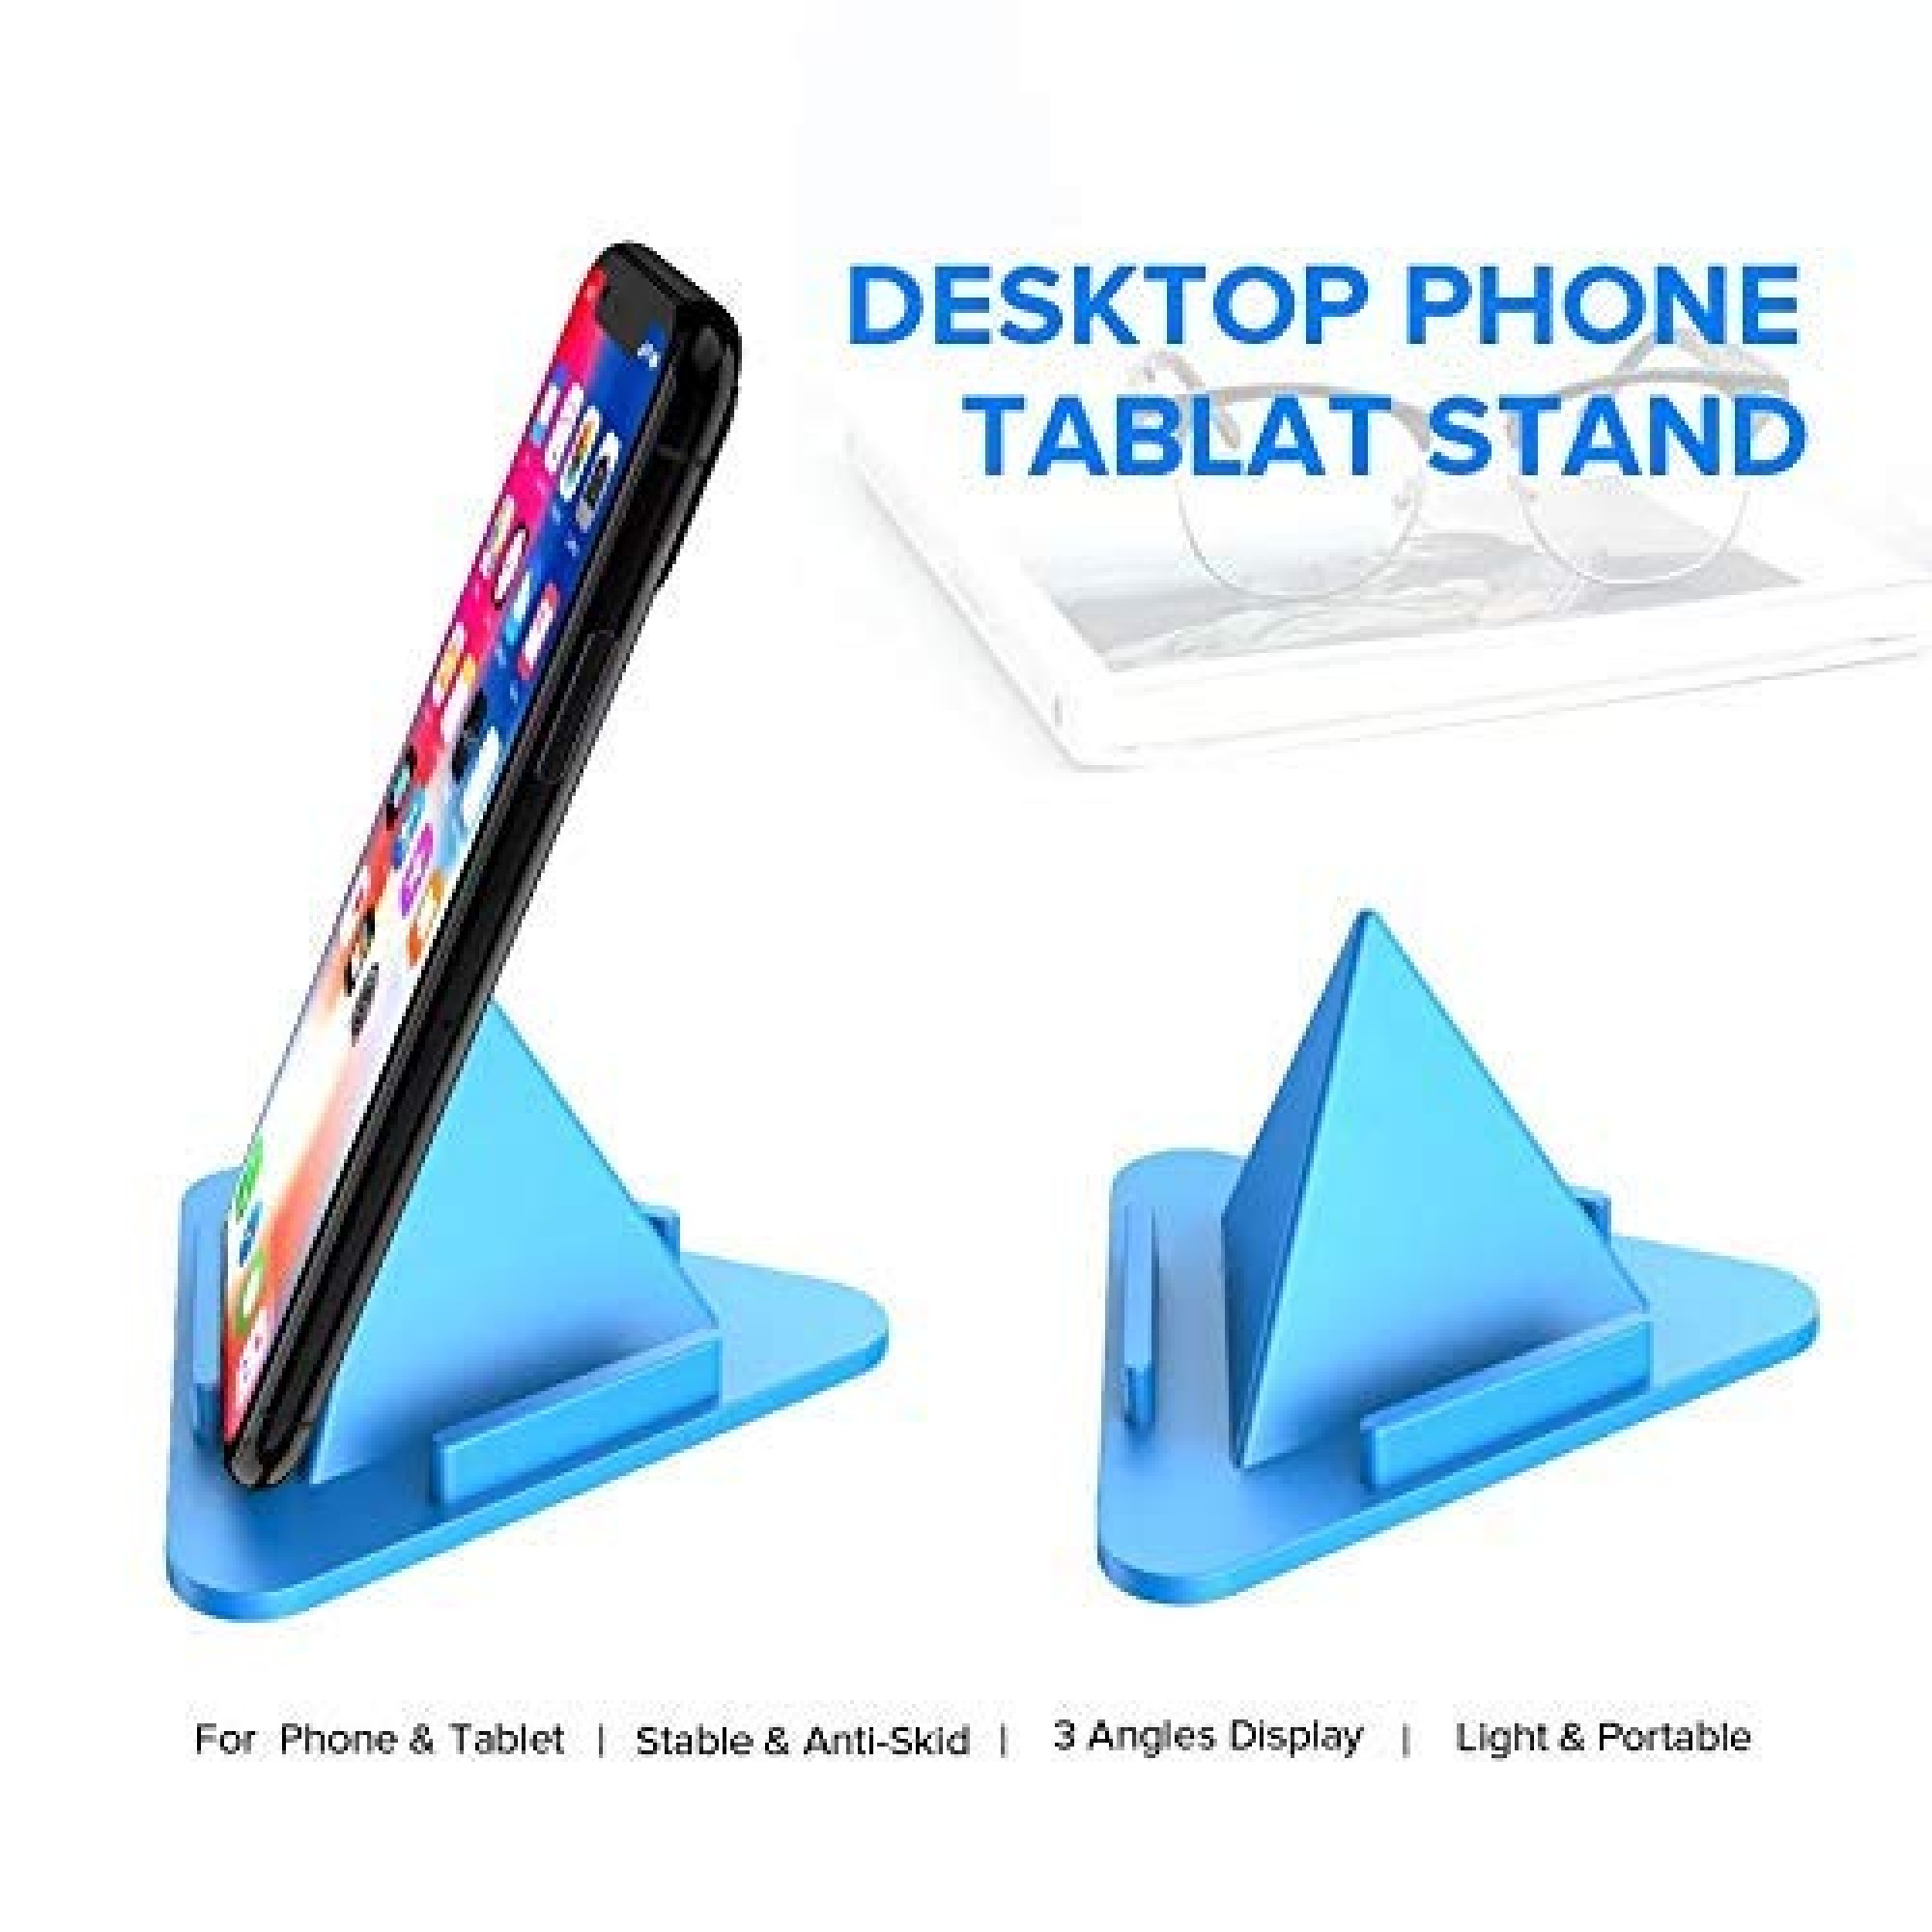 DESKTOP PHONE
TABLAT STAND
For Phone & Tablet | Stable & Anti-Skid | 3 Angles Display | Light & Portable